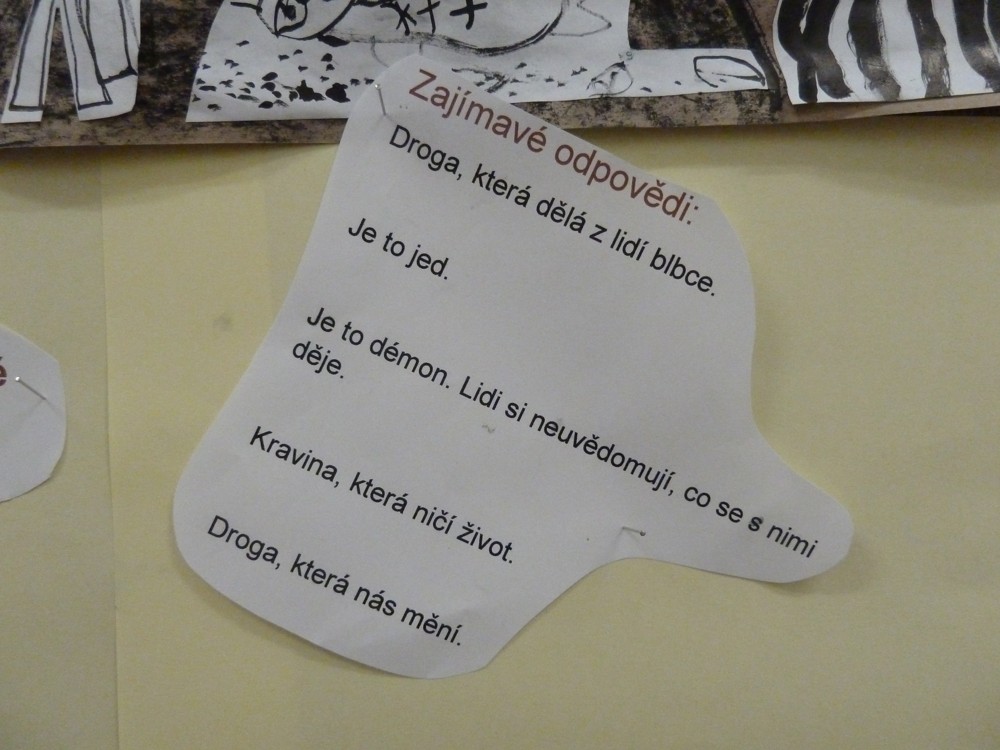 Zajímavé odpovědi:
Droga, která dělá z lidí blbce.
Je to jed.
Je to démon. Lidi si neuvědomují, co se s nimi
děje.
Kravina, která ničí život.
Droga, která nás mění.